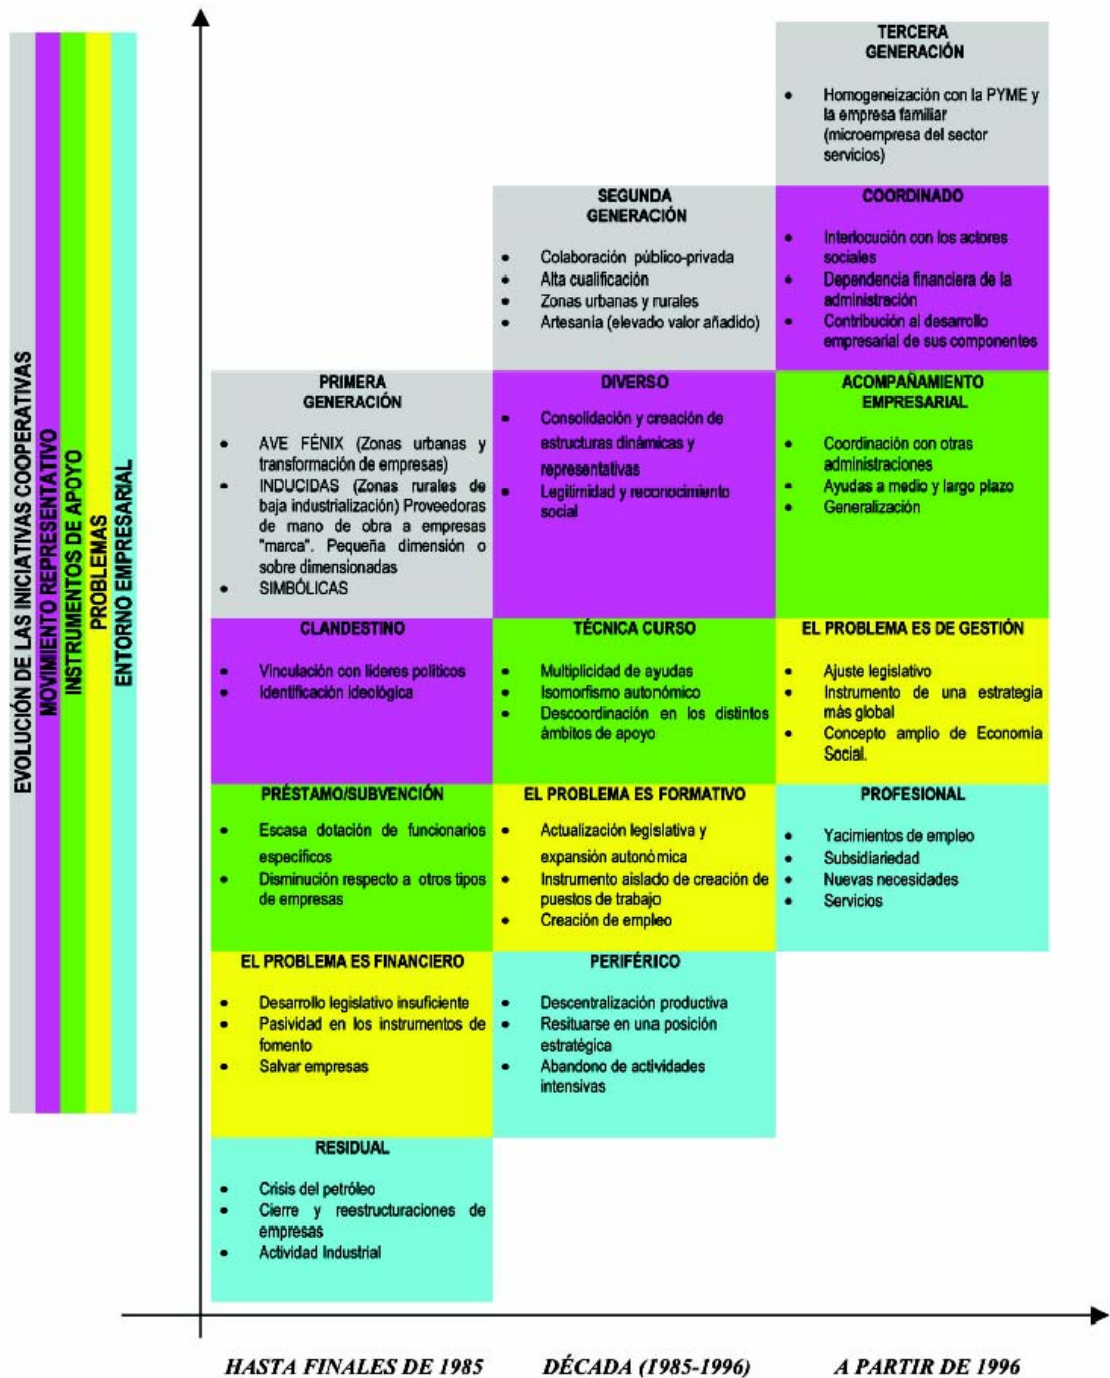 EVOLUCIÓN DE LAS INICIATIVAS COOPERATIVAS
MOVIMIENTO REPRESENTATIVO
INSTRUMENTOS DE APOYO
PROBLEMAS
ENTORNO EMPRESARIAL
PRIMERA
GENERACIÓN
AVE FÉNIX (Zonas urbanas y
transformación de empresas)
INDUCIDAS (Zonas rurales de
baja industrialización) Proveedoras
de mano de obra a empresas
"marca". Pequeña dimensión o
sobre dimensionadas
SIMBÓLICAS
CLANDESTINO
Vinculación con líderes políticos
Identificación ideológica
PRÉSTAMO/SUBVENCIÓN
Escasa dotación de funcionarios
específicos
Disminución respecto a otros tipos
de empresas
EL PROBLEMA ES FINANCIERO
Desarrollo legislativo insuficiente
Pasividad en los instrumentos de
fomento
Salvar empresas
RESIDUAL
Crisis del petróleo
Cierre y reestructuraciones de
empresas
Actividad Industrial
SEGUNDA
GENERACIÓN
Colaboración público-privada
Alta cualificación
Zonas urbanas y rurales
Artesanía (elevado valor añadido)
DIVERSO
Consolidación y creación de
estructuras dinámicas y
representativas
Legitimidad y reconocimiento
social
TÉCNICA CURSO
Multiplicidad de ayudas
Isomorfismo autonómico
Descoordinación en los distintos
ámbitos de apoyo
EL PROBLEMA ES FORMATIVO
Actualización legislativa y
expansión autonómica
Instrumento aislado de creación de
puestos de trabajo
Creación de empleo
PERIFÉRICO
Descentralización productiva
Resituarse en una posición
estratégica
Abandono de actividades
intensivas
TERCERA
GENERACIÓN
Homogeneización con la PYME y
la empresa familiar
(microempresa del sector
servicios)
COORDINADO
Interlocución con los actores
sociales
Dependencia financiera de la
administración
Contribución al desarrollo
empresarial de sus componentes
ACOMPAÑAMIENTO
EMPRESARIAL
Coordinación con otras
administraciones
Ayudas a medio y largo plazo
Generalización
EL PROBLEMA ES DE GESTIÓN
Ajuste legislativo
Instrumento de una estrategia
más global
Concepto amplio de Economía
Social.
PROFESIONAL
Yacimientos de empleo
Subsidiariedad
Nuevas necesidades
Servicios
HASTA FINALES DE 1985
DÉCADA (1985-1996)
A PARTIR DE 1996